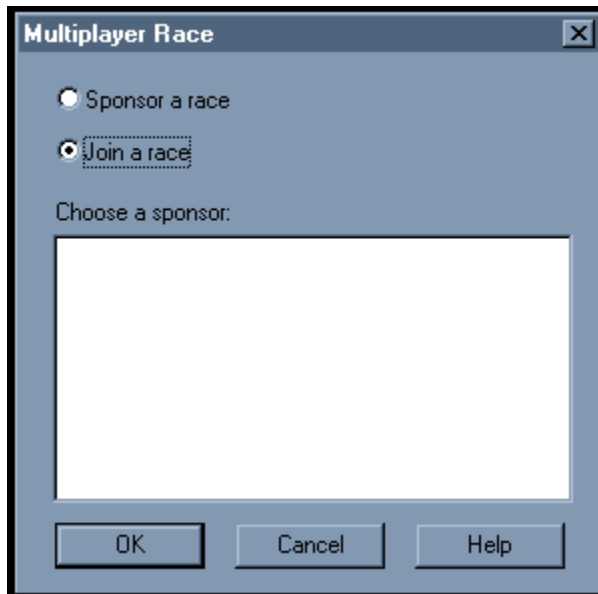 Multiplayer Race
Sponsor a race
Join a race
Choose a sponsor:
OK Cancel Help